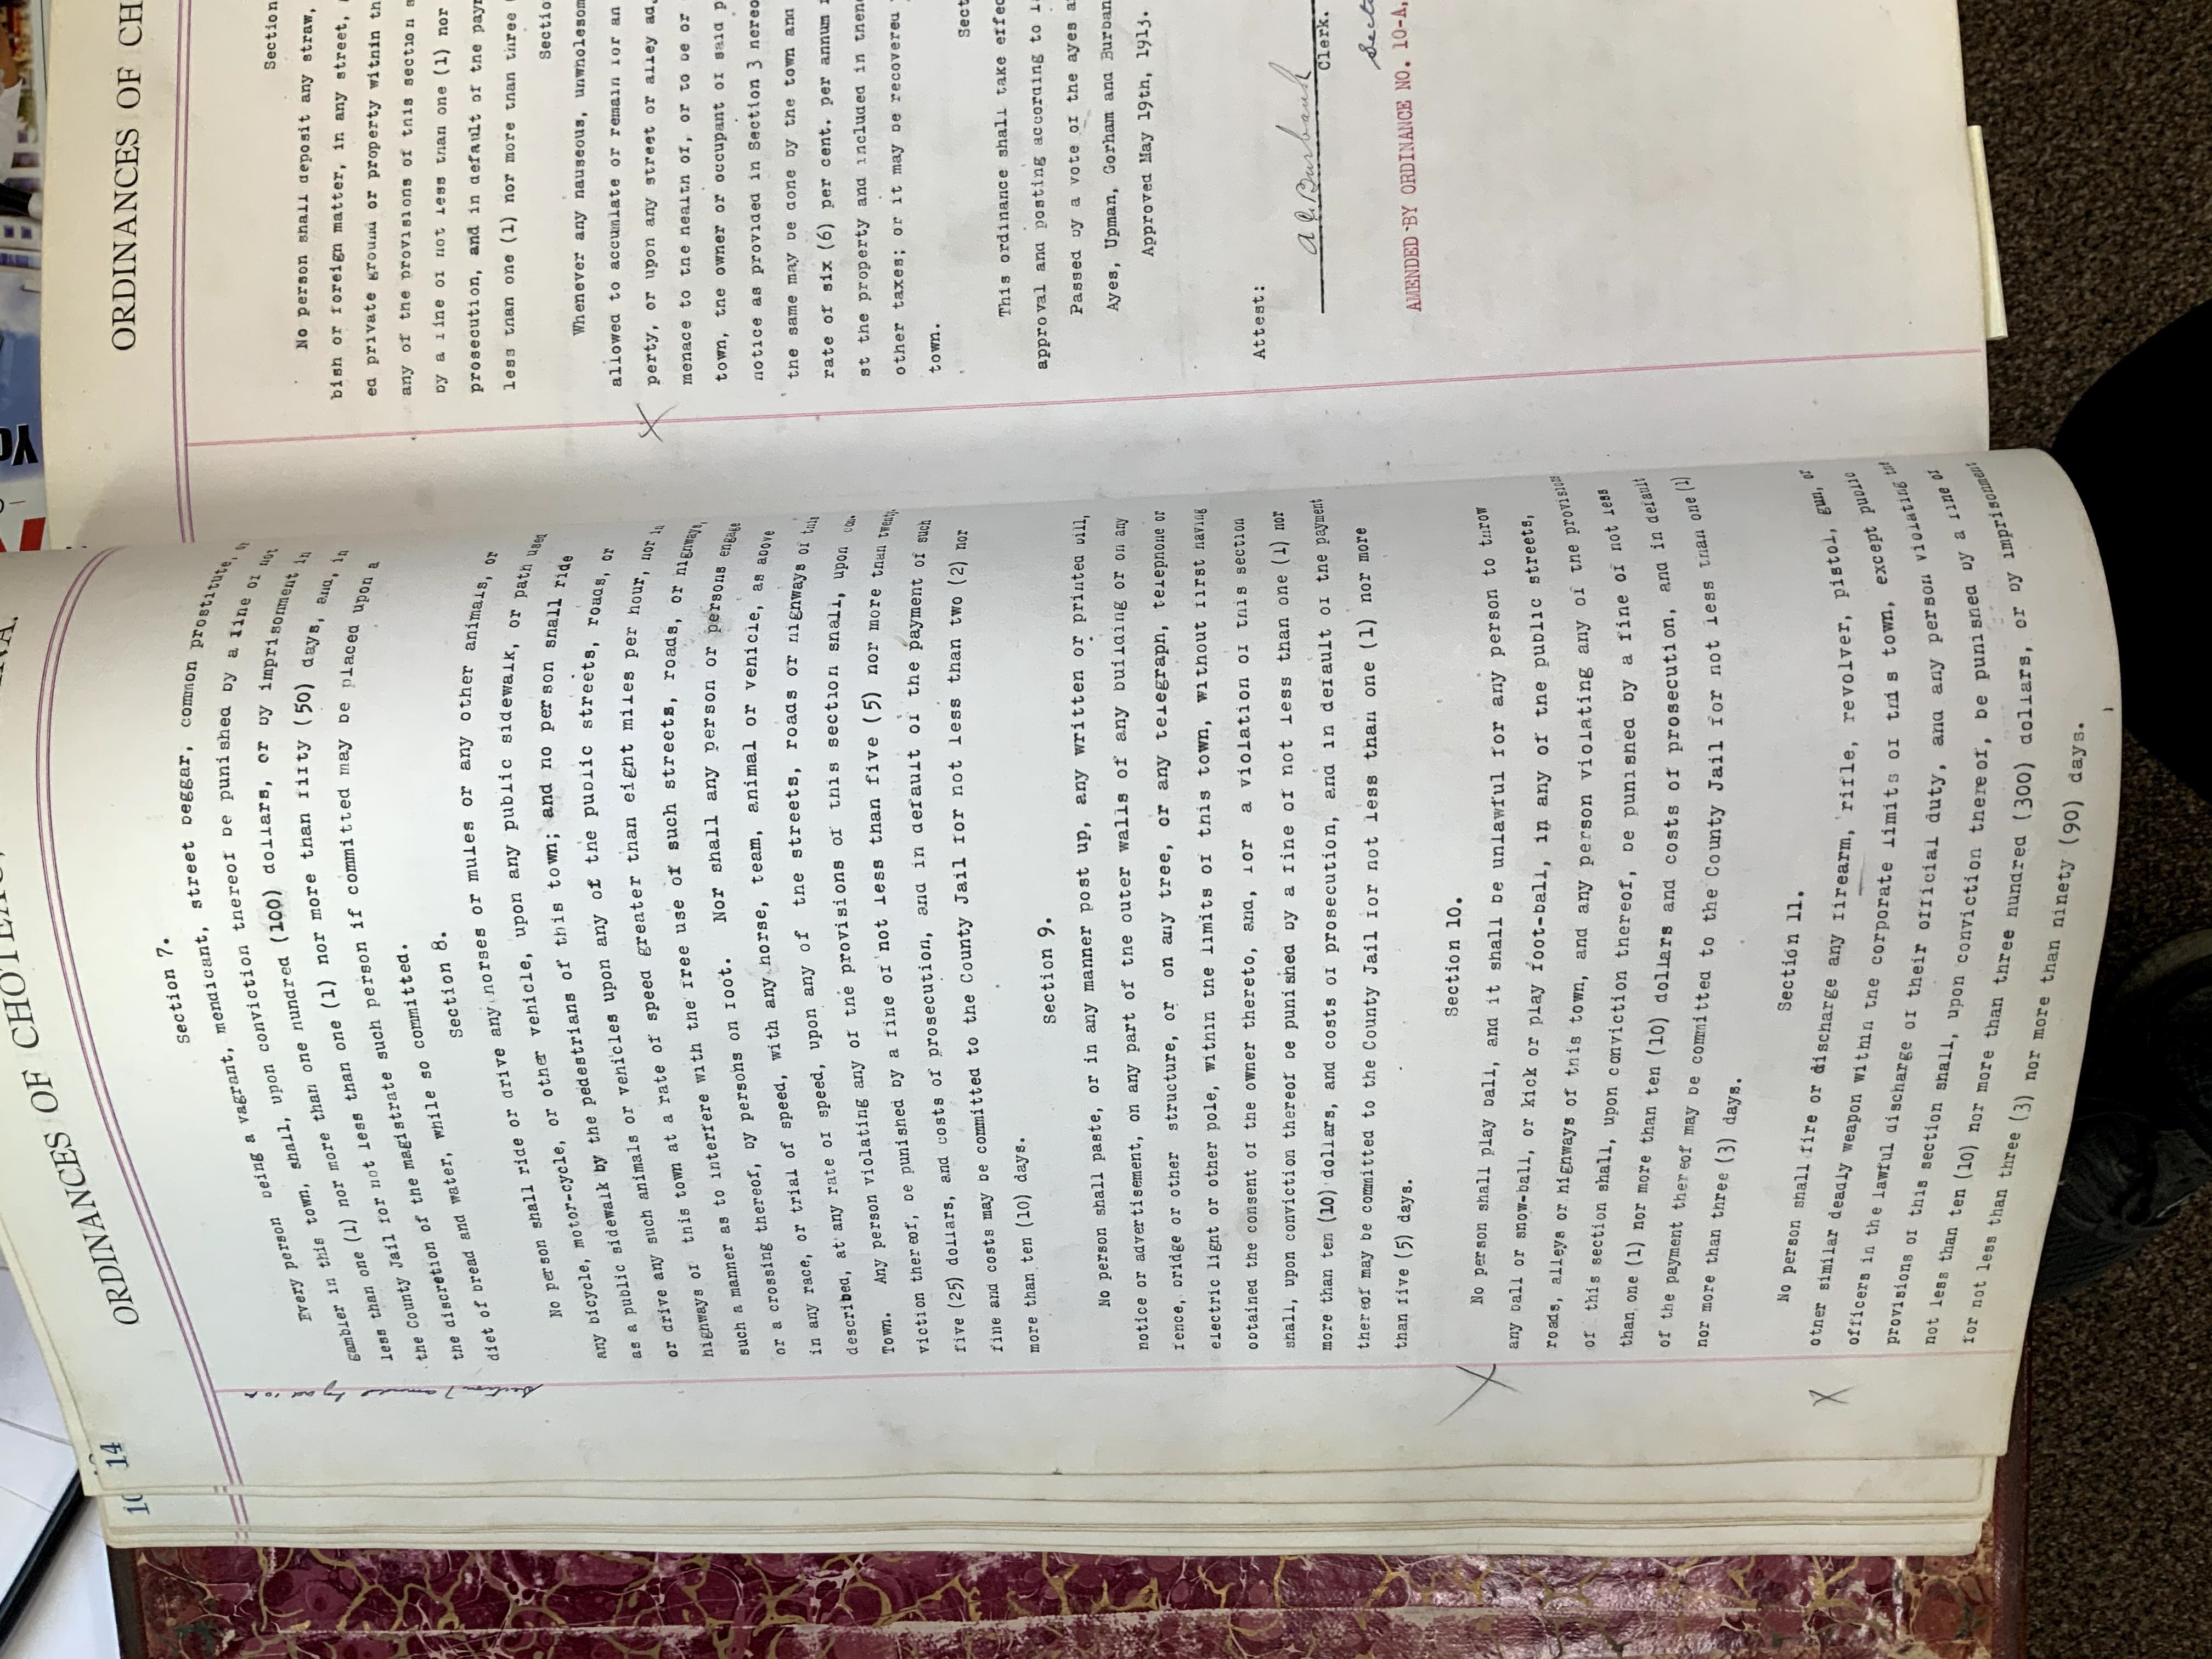 14
ORDINANCES OF CHOTEAU,
Section 7.
Every person being a vagrant, mendicant, street beggar, common prostitute, or
gambler in this town, shall, upon conviction thereof be punished by a fine of not
less than one (1) nor more than one hundred (100) dollars, or by imprisonment in
the County Jail for not less than one (1) nor more than fifty (50) days, and, in
the discretion of the magistrate such person if committed may be placed upon a
diet of bread and water, while so committed.
Section 7 amended by ord 10 A
Section 8.
No person shall ride or drive any horses or mules or any other animals, or
any bicycle, motor-cycle, or other vehicle, upon any public sidewalk, or path used
as a public sidewalk by the pedestrians of this town; and no person shall ride
or drive any such animals or vehicles upon any of the public streets, roads, or
highways of this town at a rate of speed greater than eight miles per hour, nor in
such a manner as to interfere with the free use of such streets, roads, or highways,
or a crossing thereof, by persons on foot. Nor shall any person or persons engage
in any race, or trial of speed, with any horse, team, animal or vehicle, as above
described, at any rate of speed, upon any of the streets, roads or highways of this
Town. Any person violating any of the provisions of this section shall, upon con-
viction thereof, be punished by a fine of not less than five (5) nor more than twenty-
five (25) dollars, and costs of prosecution, and in default of the payment of such
fine and costs may be committed to the County Jail for not less than two (2) nor
more than ten (10) days.
Section 9.
No person shall paste, or in any manner post up, any written or printed bill,
notice or advertisement, on any part of the outer walls of any building or on any
fence, bridge or other structure, or on any tree, or any telegraph, telephone or
electric light or other pole, within the limits of this town, without first having
obtained the consent of the owner thereto, and, for a violation of this section
shall, upon conviction thereof be punished by a fine of not less than one (1) nor
more than ten (10) dollars, and costs of prosecution, and in default of the payment
thereof may be committed to the County Jail for not less than one (1) nor more
than five (5) days.
Section 10.
No person shall play ball, and it shall be unlawful for any person to throw
any ball or snow-ball, or kick or play foot-ball, in any of the public streets,
roads, alleys or highways of this town, and any person violating any of the provisions
of this section shall, upon conviction thereof, be punished by a fine of not less
than one (1) nor more than ten (10) dollars and costs of prosecution, and in default
of the payment thereof may be committed to the County Jail for not less than one (1)
nor more than three (3) days.
Section 11.
No person shall fire or discharge any firearm, rifle, revolver, pistol, gun, or
other similar deadly weapon within the corporate limits of this town, except public
officers in the lawful discharge of their official duty, and any person violating the
provisions of this section shall, upon conviction thereof, be punished by a fine of
not less than ten (10) nor more than three hundred (300) dollars, or by imprisonment
for not less than three (3) nor more than ninety (90) days.
ORDINANCES OF CH
Section
No person shall deposit any straw,
bish or foreign matter, in any street,
ed private ground or property within th
any of the provisions of this section s
by a fine of not less than one (1) nor
prosecution, and in default of the paym
less than one (1) nor more than three
Sectio
Whenever any nauseous, unwholesom
allowed to accumlate or remain for an
perty, or upon any street or alley ad
menace to the health of, or to be or
town, the owner or occupant of said p
notice as provided in Section 3 hereo
the same may be done by the town and
rate of six (6) per cent. per annum
st the property and included in thene
other taxes; or it may be recovered
town.
Sect
This ordinance shall take effec
approval and posting according to l
Passed by a vote of the ayes a
Ayes, Upman, Gorham and Burban
Approved May 19th, 1913.
Attest:
A C Burbank
Clerk.
Sect
AMENDED BY ORDINANCE NO. 10-A,